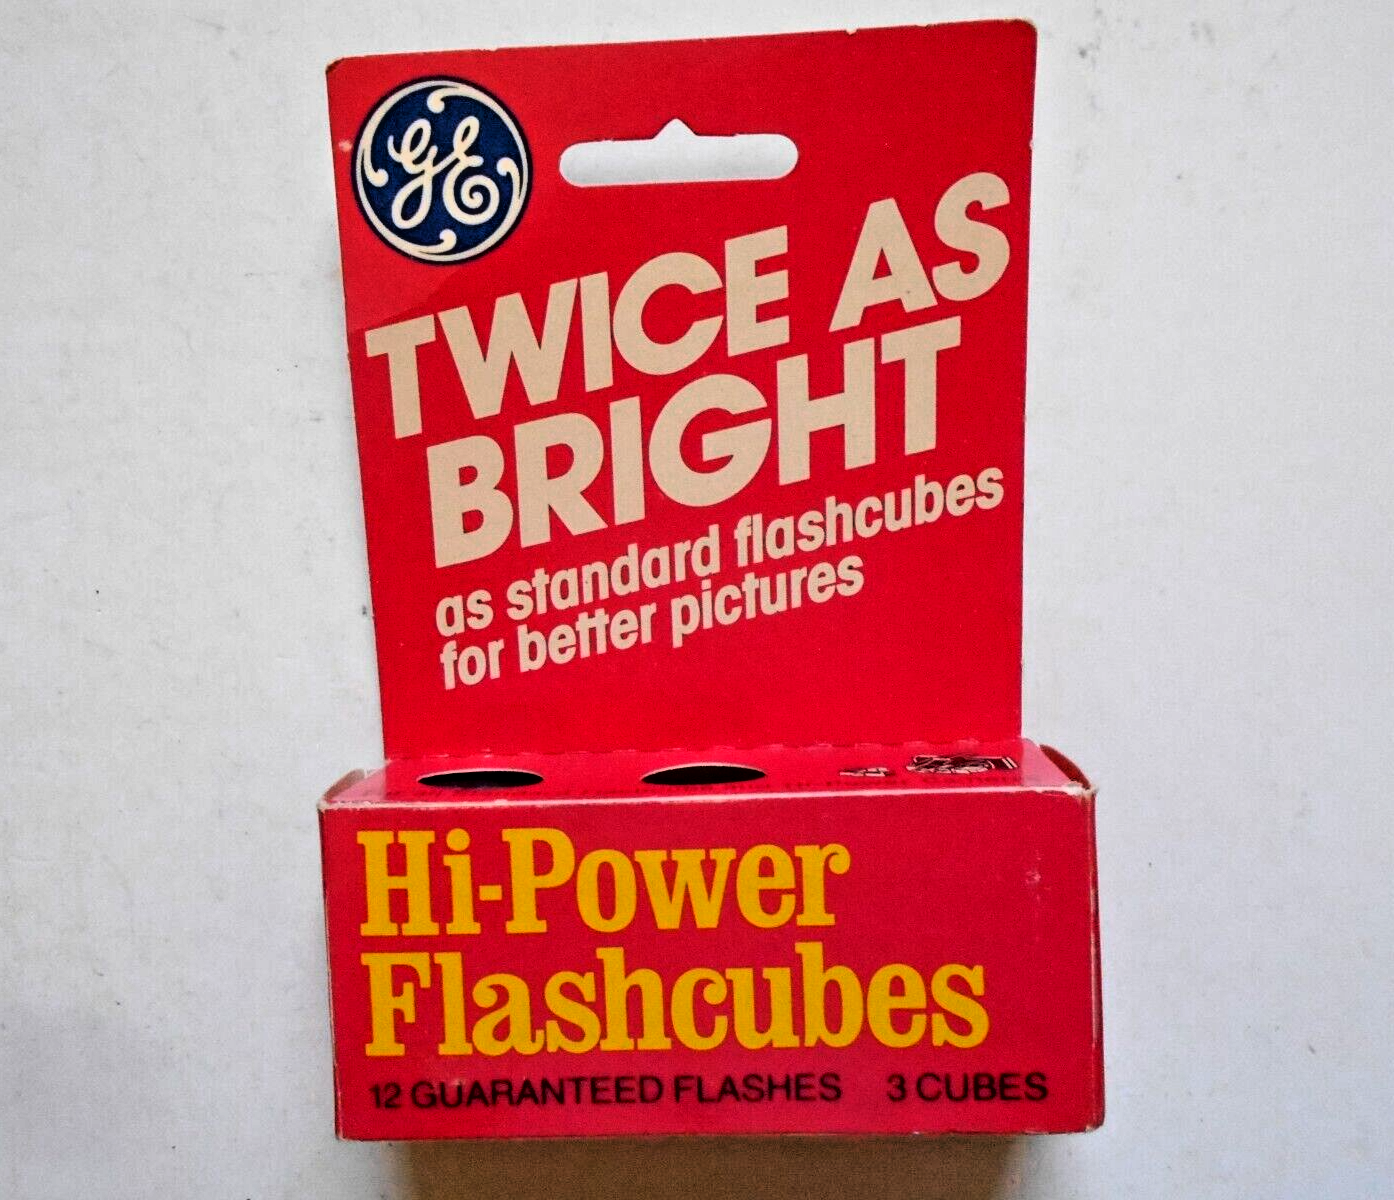 GE
TWICE AS
BRIGHT
as standard flashcubes
for better pictures
Hi-Power
Flashcubes
12 GUARANTEED FLASHES 3 CUBES